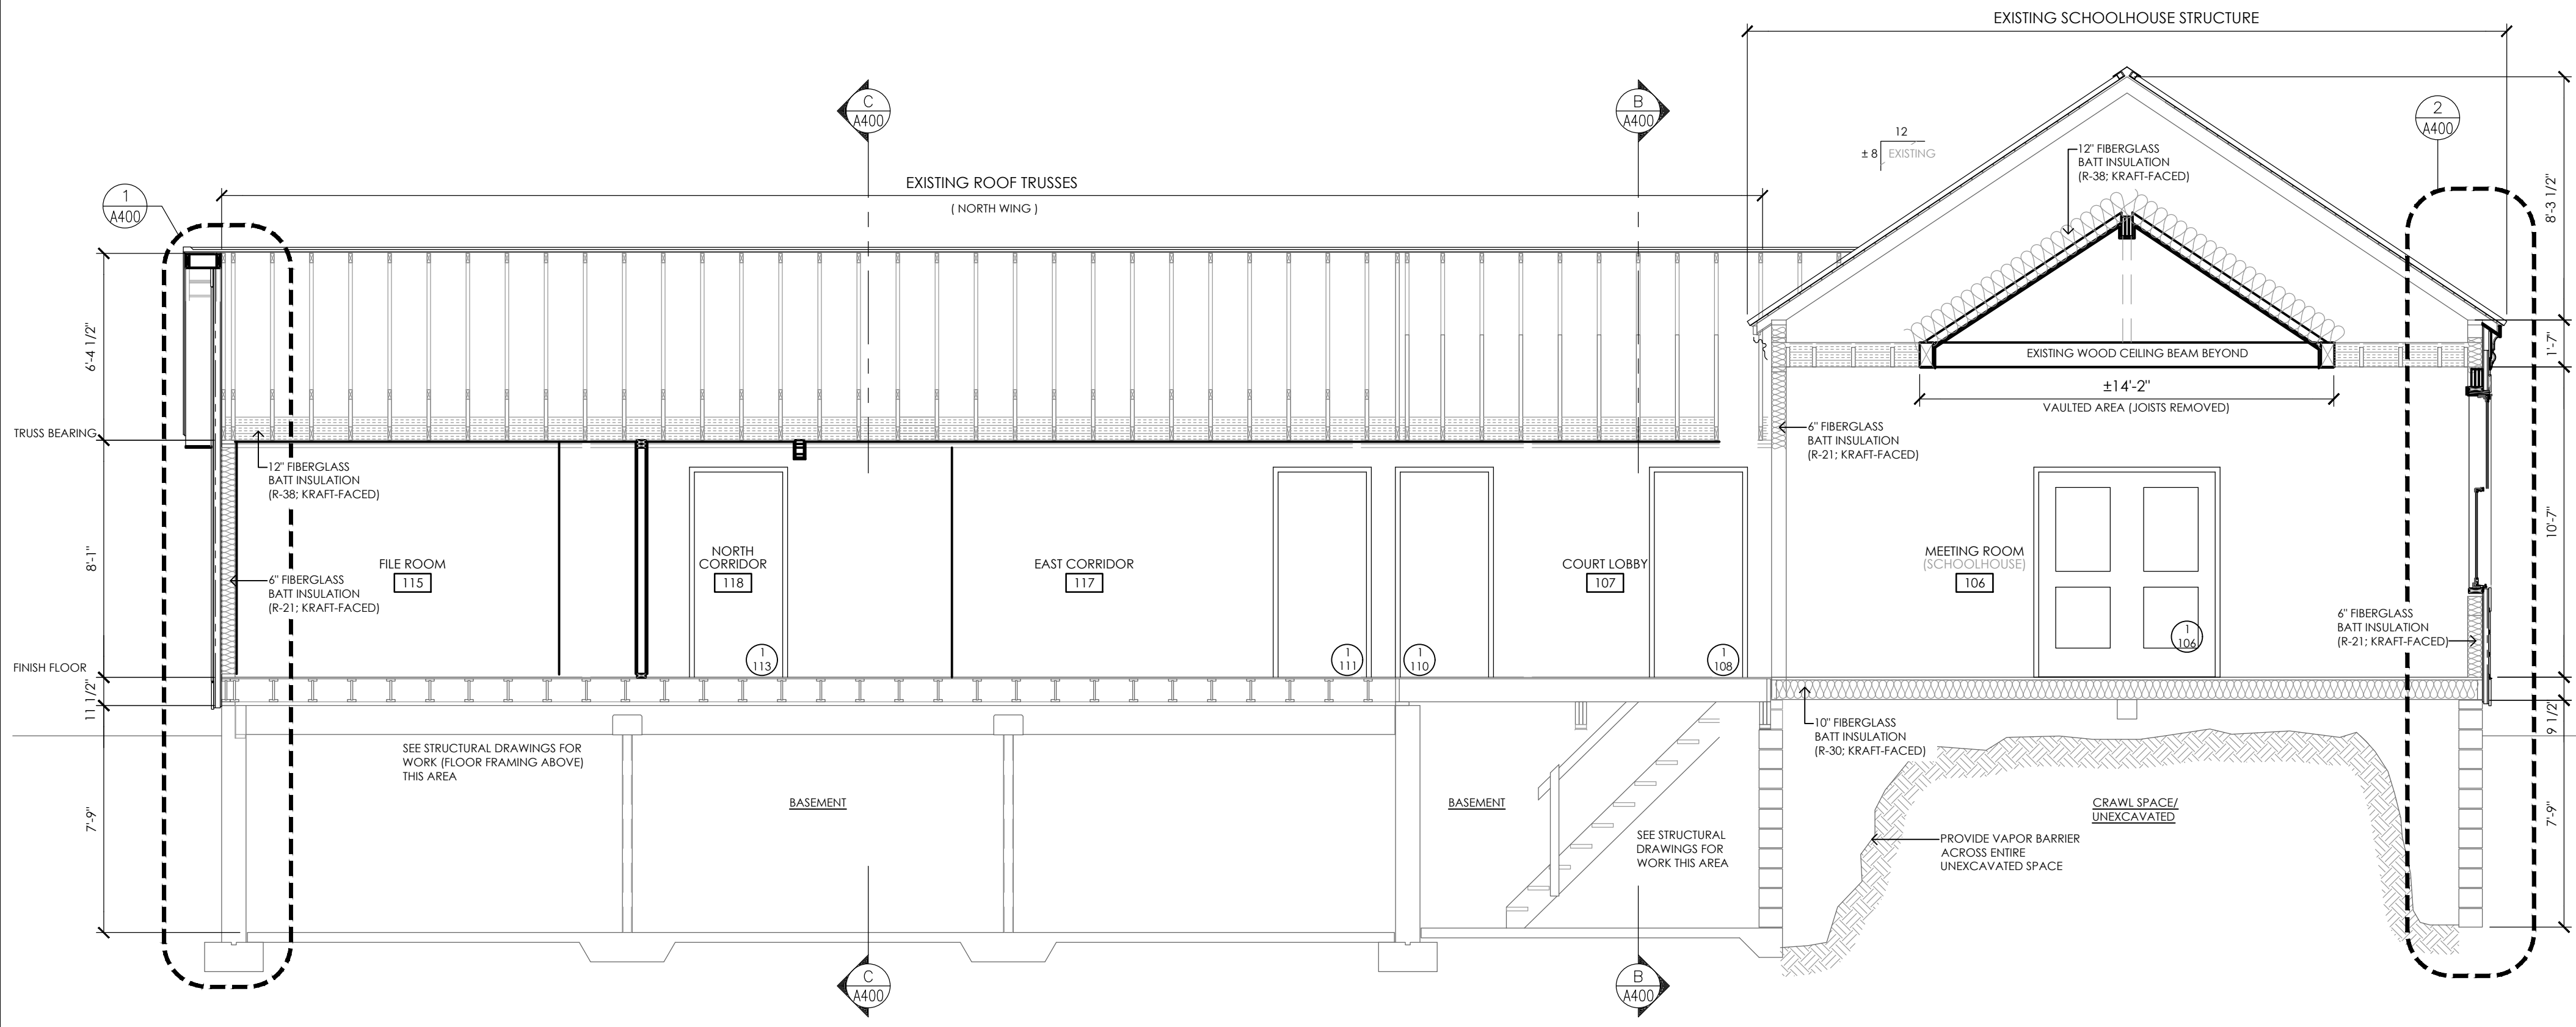 EXISTING SCHOOLHOUSE STRUCTURE
C
A400
B
A400
2
A400
12
±8
EXISTING
12" FIBERGLASS
BATT INSULATION
(R-38; KRAFT-FACED)
1
A400
EXISTING ROOF TRUSSES
( NORTH WING )
8'-3 1/2"
6'-4 1/2"
EXISTING WOOD CEILING BEAM BEYOND
1'-7"
±14'-2"
VAULTED AREA (JOISTS REMOVED)
TRUSS BEARING
12" FIBERGLASS
BATT INSULATION
(R-38; KRAFT-FACED)
6" FIBERGLASS
BATT INSULATION
(R-21; KRAFT-FACED)
8'-1"
10'-7"
FILE ROOM
115
NORTH
CORRIDOR
118
EAST CORRIDOR
117
COURT LOBBY
107
MEETING ROOM
(SCHOOLHOUSE)
106
6" FIBERGLASS
BATT INSULATION
(R-21; KRAFT-FACED)
6" FIBERGLASS
BATT INSULATION
(R-21; KRAFT-FACED)
1
113
1
111
1
110
1
108
1
106
FINISH FLOOR
11 1/2"
9 1/2"
10" FIBERGLASS
BATT INSULATION
(R-30; KRAFT-FACED)
SEE STRUCTURAL DRAWINGS FOR
WORK (FLOOR FRAMING ABOVE)
THIS AREA
7'-9"
BASEMENT
BASEMENT
SEE STRUCTURAL
DRAWINGS FOR
WORK THIS AREA
CRAWL SPACE/
UNEXCAVATED
7'-9"
PROVIDE VAPOR BARRIER
ACROSS ENTIRE
UNEXCAVATED SPACE
C
A400
B
A400